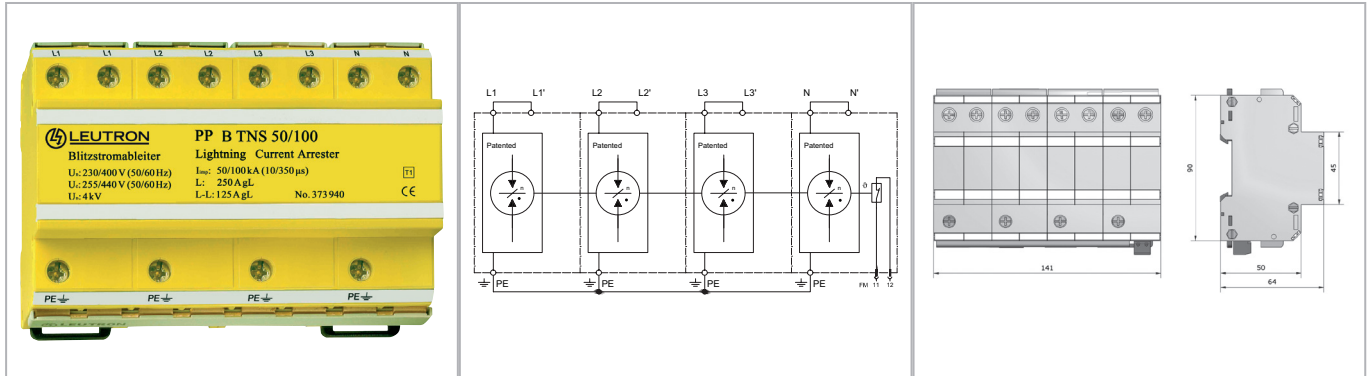 L1 L1 L2 L2 L3 L3 N N
LEUTRON
Blitzstromableiter
Uₙ: 230/400 V (50/60 Hz)
U꜀: 255/440 V (50/60 Hz)
Uₚ: 4 kV
PP B TNS 50/100
Lightning Current Arrester
Iimp: 50/100 kA (10/350 µs)
L: 250 A gL
L-L: 125 A gL No. 373 940
T1
CE
PE PE PE PE
LEUTRON
L1 L1' L2 L2' L3 L3' N N'
Patented Patented Patented Patented
n n n n
ϑ
PE PE PE PE
FM 11 12
141
90
45
50
64